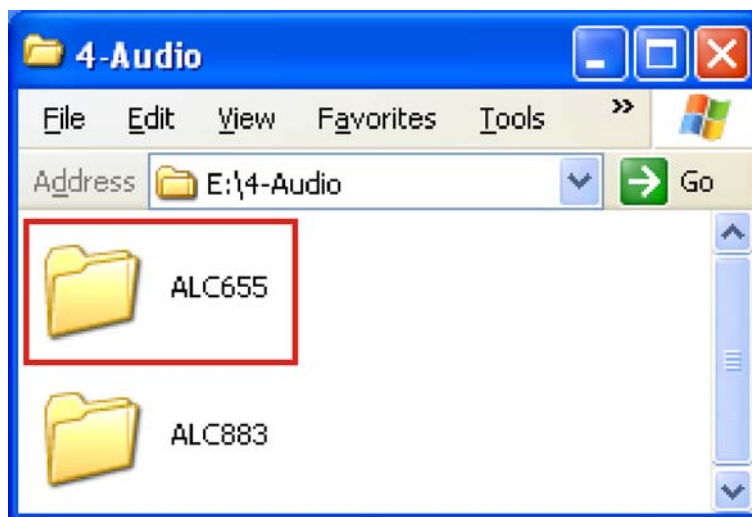 4-Audio
File Edit View Favorites Tools »
Address E:\4-Audio Go
ALC655
ALC883